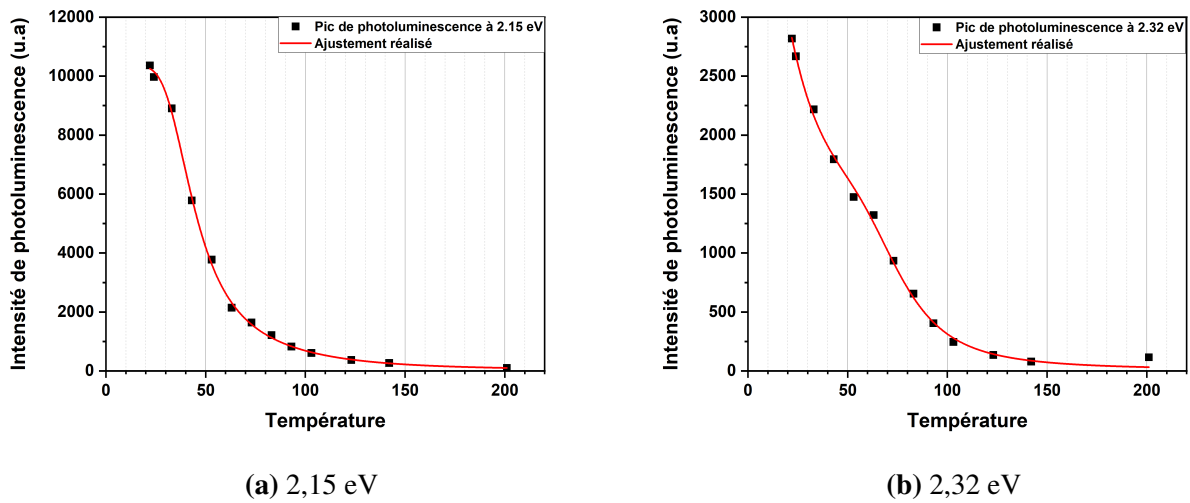 Pic de photoluminescence à 2.15 eV
Ajustement réalisé
Intensité de photoluminescence (u.a)
12000
10000
8000
6000
4000
2000
0
0
50
100
150
200
Température
(a) 2,15 eV
Pic de photoluminescence à 2.32 eV
Ajustement réalisé
Intensité de photoluminescence (u.a)
3000
2500
2000
1500
1000
500
0
0
50
100
150
200
Température
(b) 2,32 eV